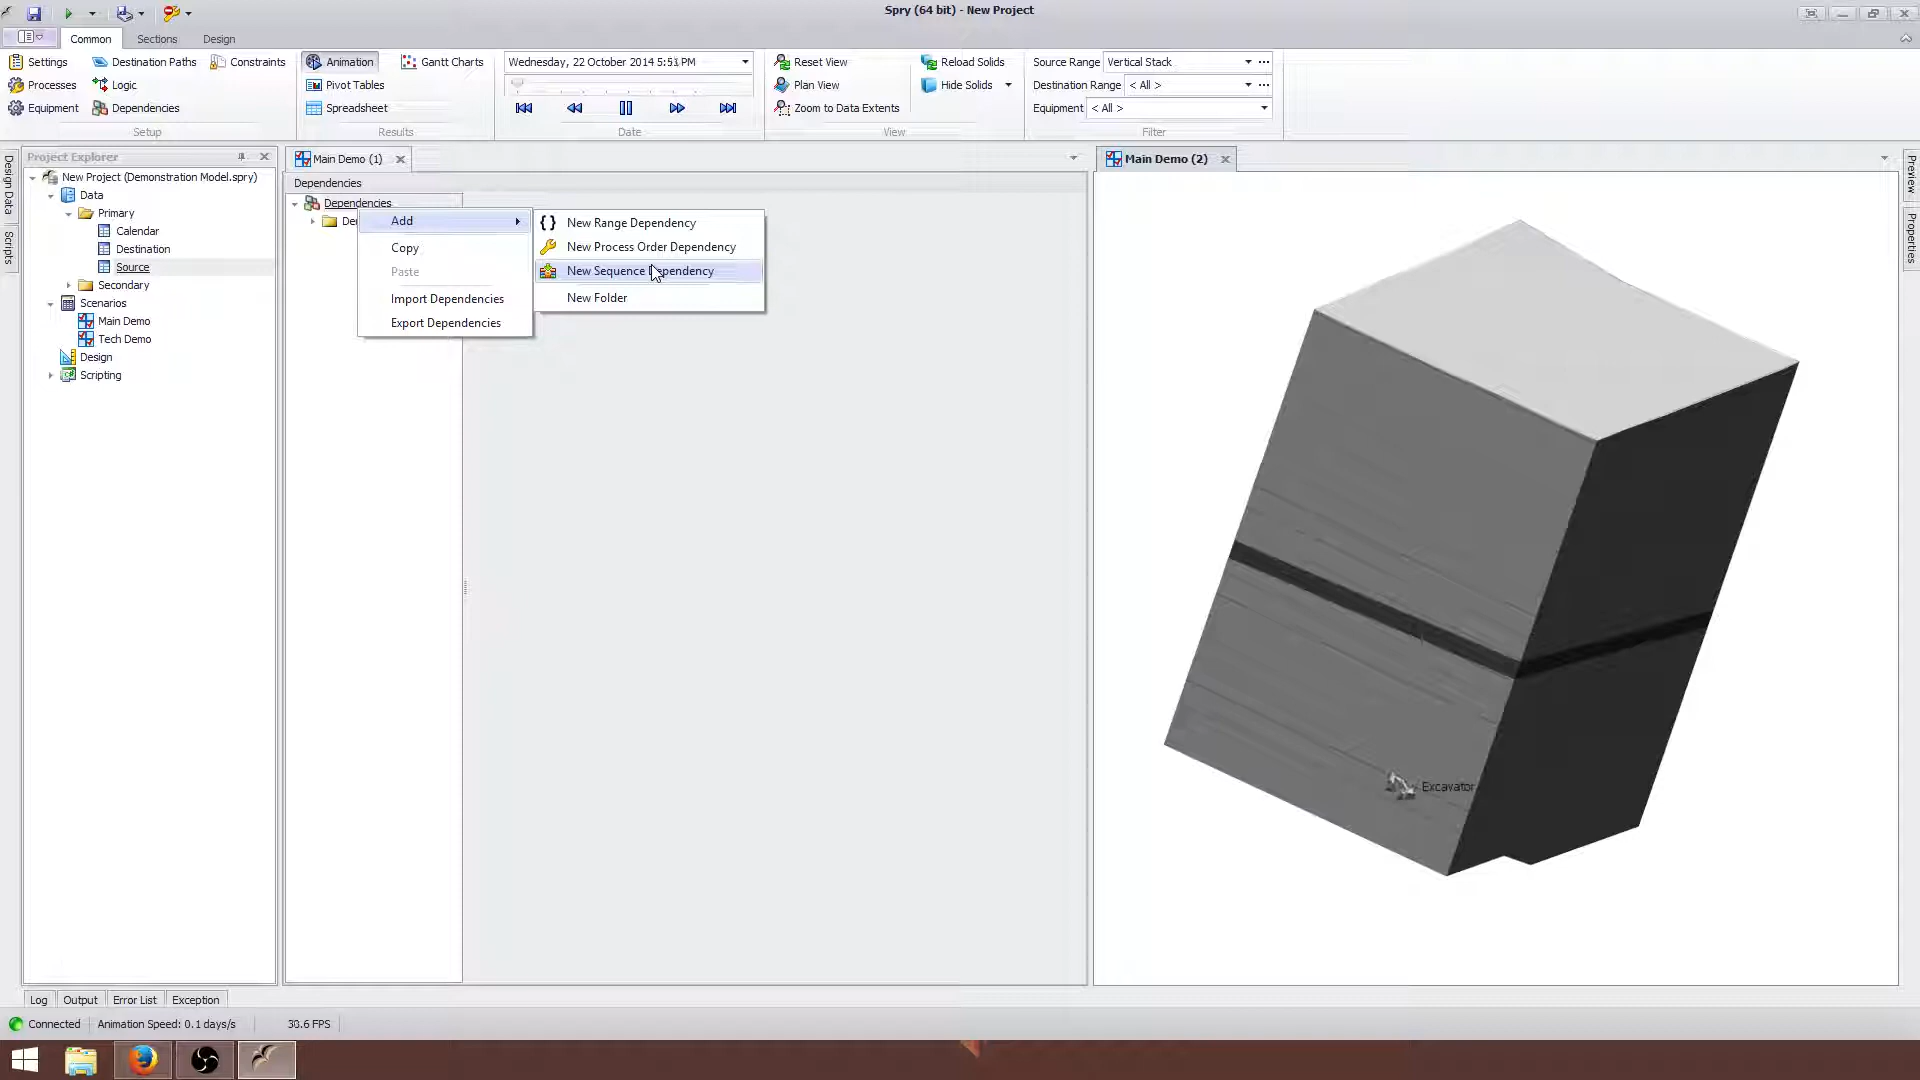 Spry (64 bit) - New Project
Common Sections Design
Settings Destination Paths Constraints Animation Gantt Charts Wednesday, 22 October 2014 5:51 PM Reset View Reload Solids Source Range Vertical Stack
Processes Logic Pivot Tables Plan View Hide Solids Destination Range < All >
Equipment Dependencies Spreadsheet Zoom to Data Extents Equipment < All >
Setup Results Date View Filter
Project Explorer
Main Demo (1)
Main Demo (2)
Design Data
Scripts
Preview
Properties
New Project (Demonstration Model.spry)
Data
Primary
Calendar
Destination
Source
Secondary
Scenarios
Main Demo
Tech Demo
Design
Scripting
Dependencies
Dependencies
Add
Copy
Paste
Import Dependencies
Export Dependencies
New Range Dependency
New Process Order Dependency
New Sequence Dependency
New Folder
Excavator
Log Output Error List Exception
Connected Animation Speed: 0.1 days/s 38.6 FPS